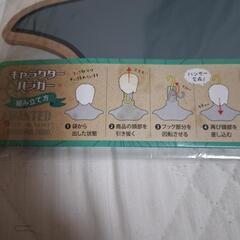 キャラクター
ハンガー
組み立て方
WANTED
ハンガー
完成!
①袋から
出した状態
②商品の頭部を
引き抜く
③フック部分を
回転させる
④再び頭部を
差し込む